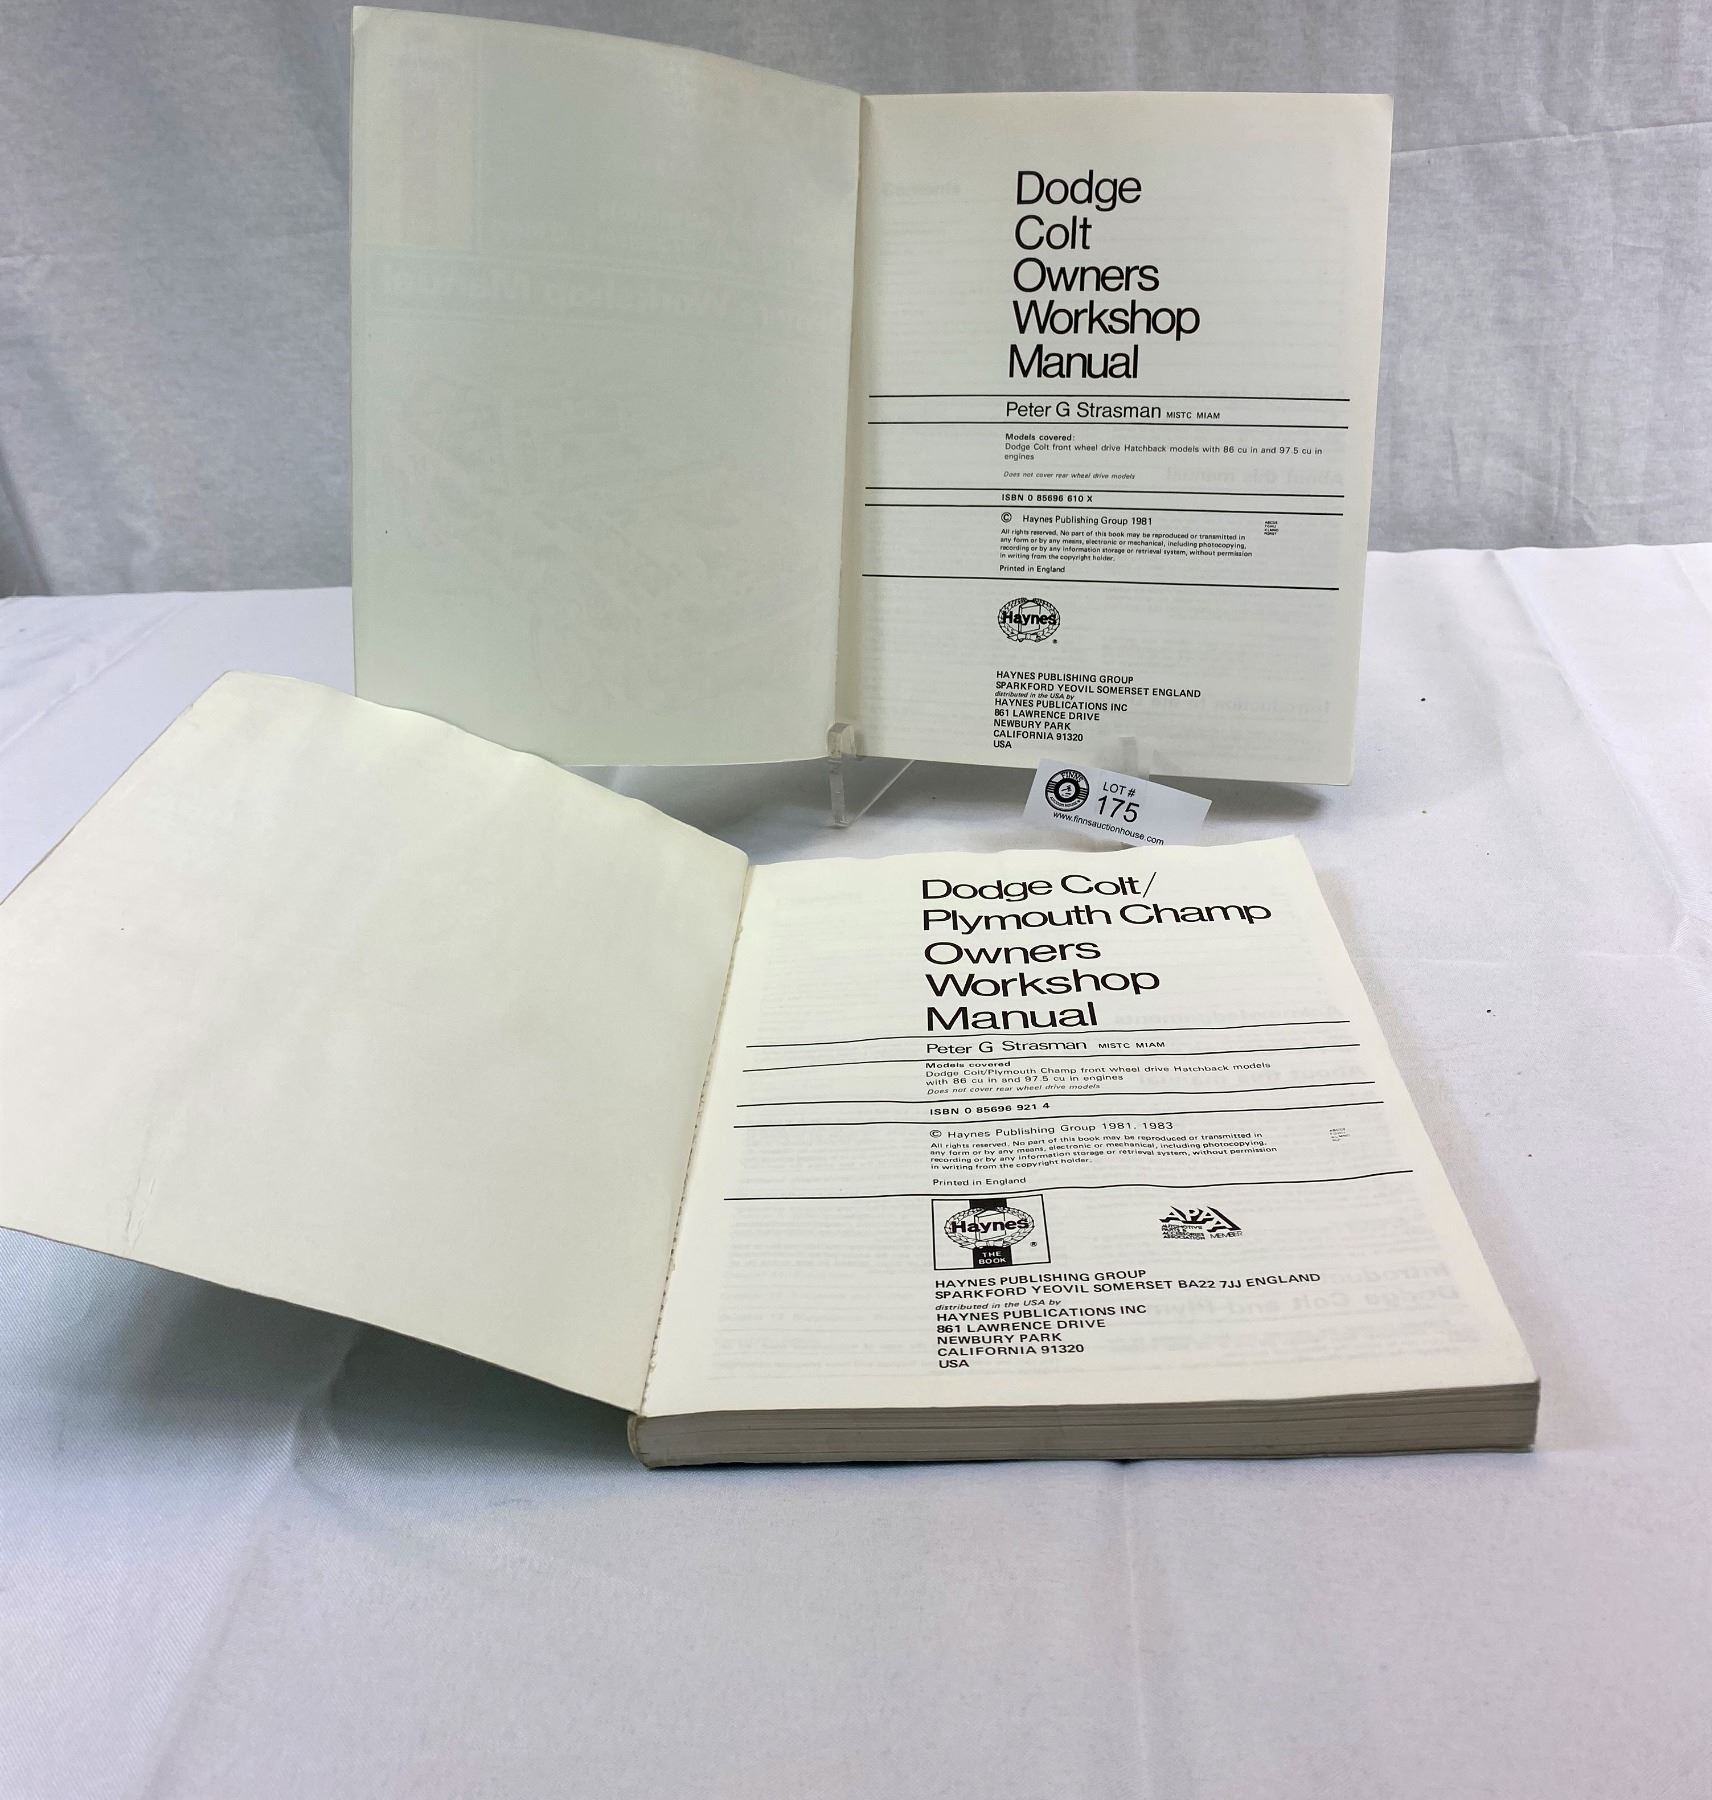 Dodge
Colt
Owners
Workshop
Manual
Peter G Strasman MISTC MIAM
Models covered:
Dodge Colt front wheel drive Hatchback models with 86 cu in and 97.5 cu in
engines
Does not cover rear wheel drive models
ISBN 0 85696 610 X
© Haynes Publishing Group 1981
All rights reserved. No part of this book may be reproduced or transmitted in
any form or by any means, electronic or mechanical, including photocopying,
recording or by any information storage or retrieval system, without permission
in writing from the copyright holder.
Printed in England
Haynes
®
HAYNES PUBLISHING GROUP
SPARKFORD YEOVIL SOMERSET ENGLAND
distributed in the USA by
HAYNES PUBLICATIONS INC
861 LAWRENCE DRIVE
NEWBURY PARK
CALIFORNIA 91320
USA
FINNS
LOT #
175
www.finnsauctionhouse.com
Dodge Colt/
Plymouth Champ
Owners
Workshop
Manual
Peter G Strasman MISTC MIAM
Models covered
Dodge Colt/Plymouth Champ front wheel drive Hatchback models
with 86 cu in and 97.5 cu in engines
Does not cover rear wheel drive models
ISBN 0 85696 921 4
© Haynes Publishing Group 1981, 1983
All rights reserved. No part of this book may be reproduced or transmitted in
any form or by any means, electronic or mechanical, including photocopying,
recording or by any information storage or retrieval system, without permission
in writing from the copyright holder.
Printed in England
Haynes
®
THE
BOOK
APAA
AUTOMOTIVE
PARTS &
ACCESSORIES
ASSOCIATION MEMBER
HAYNES PUBLISHING GROUP
SPARKFORD YEOVIL SOMERSET BA22 7JJ ENGLAND
distributed in the USA by
HAYNES PUBLICATIONS INC
861 LAWRENCE DRIVE
NEWBURY PARK
CALIFORNIA 91320
USA